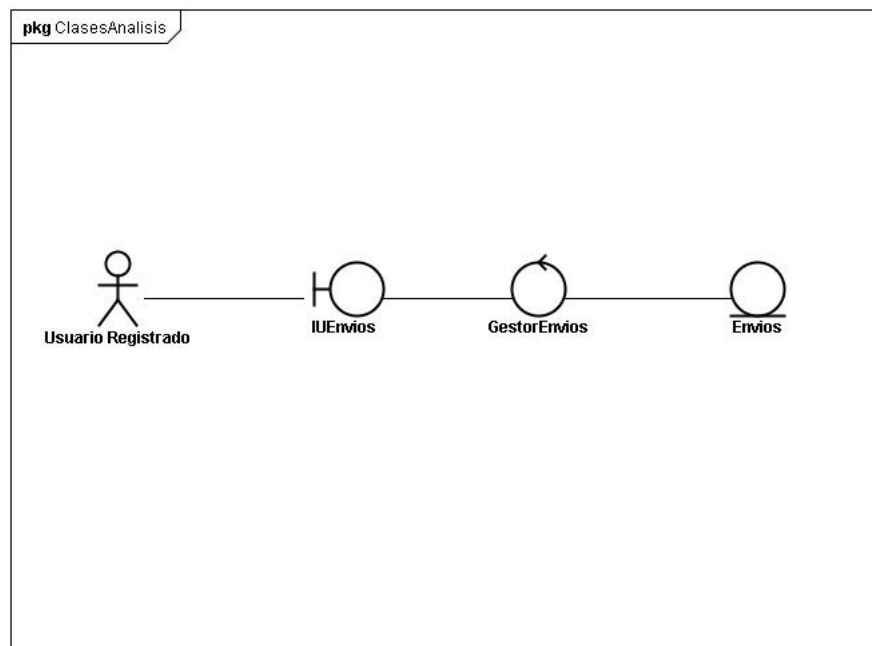 pkg ClasesAnalisis
Usuario Registrado
IUEnvios
GestorEnvios
Envios